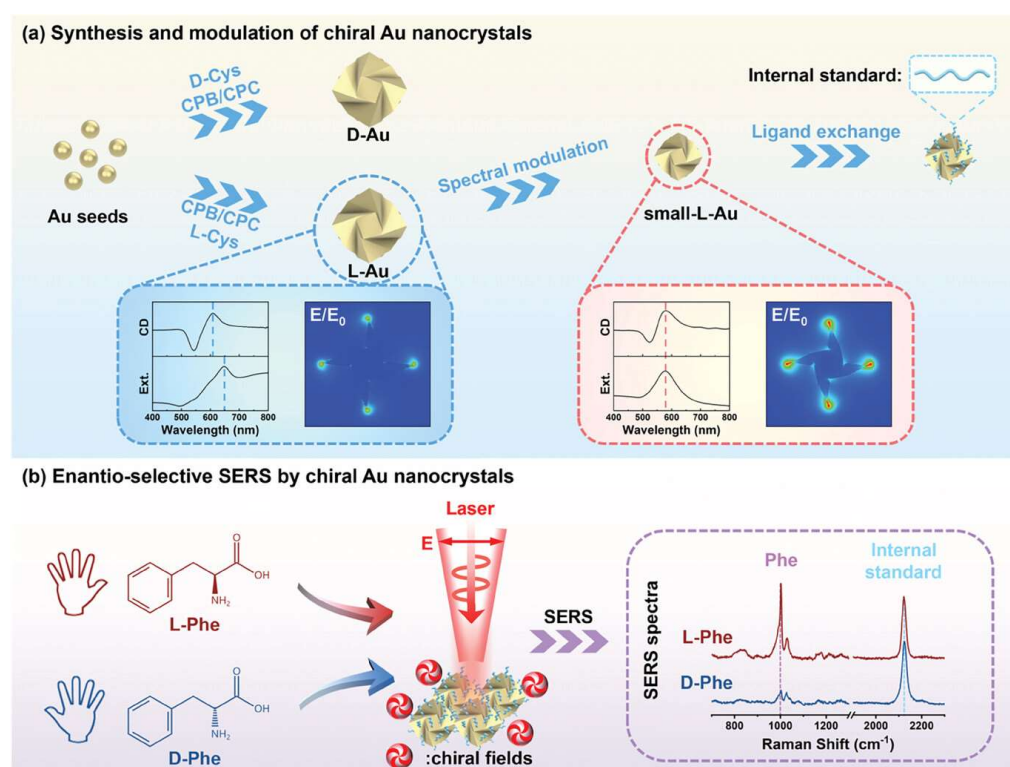 (a) Synthesis and modulation of chiral Au nanocrystals
D-Cys
CPB/CPC
D-Au
Au seeds
CPB/CPC
L-Cys
L-Au
Spectral modulation
small-L-Au
Ligand exchange
Internal standard:
CD
Ext.
400 500 600 700 800
Wavelength (nm)
E/E₀
CD
Ext.
400 500 600 700 800
Wavelength (nm)
E/E₀
(b) Enantio-selective SERS by chiral Au nanocrystals
O
OH
NH₂
L-Phe
O
OH
NH₂
D-Phe
Laser
E
:chiral fields
SERS
SERS spectra
Phe
Internal
standard
L-Phe
D-Phe
800 1000 1200 2000 2200
Raman Shift (cm⁻¹)